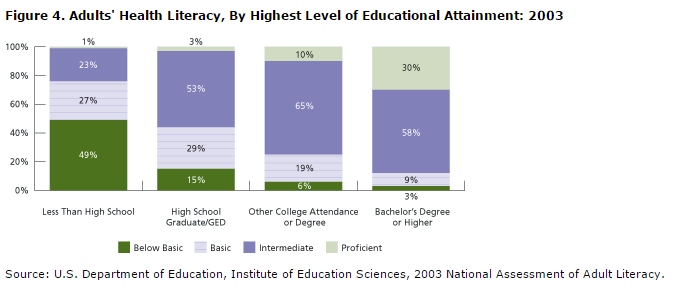 Figure 4. Adults' Health Literacy, By Highest Level of Educational Attainment: 2003
100%
80%
60%
40%
20%
0%
1%
23%
27%
49%
3%
53%
29%
15%
10%
65%
19%
6%
30%
58%
9%
3%
Less Than High School
High School
Graduate/GED
Other College Attendance
or Degree
Bachelor's Degree
or Higher
Below Basic Basic Intermediate Proficient
Source: U.S. Department of Education, Institute of Education Sciences, 2003 National Assessment of Adult Literacy.